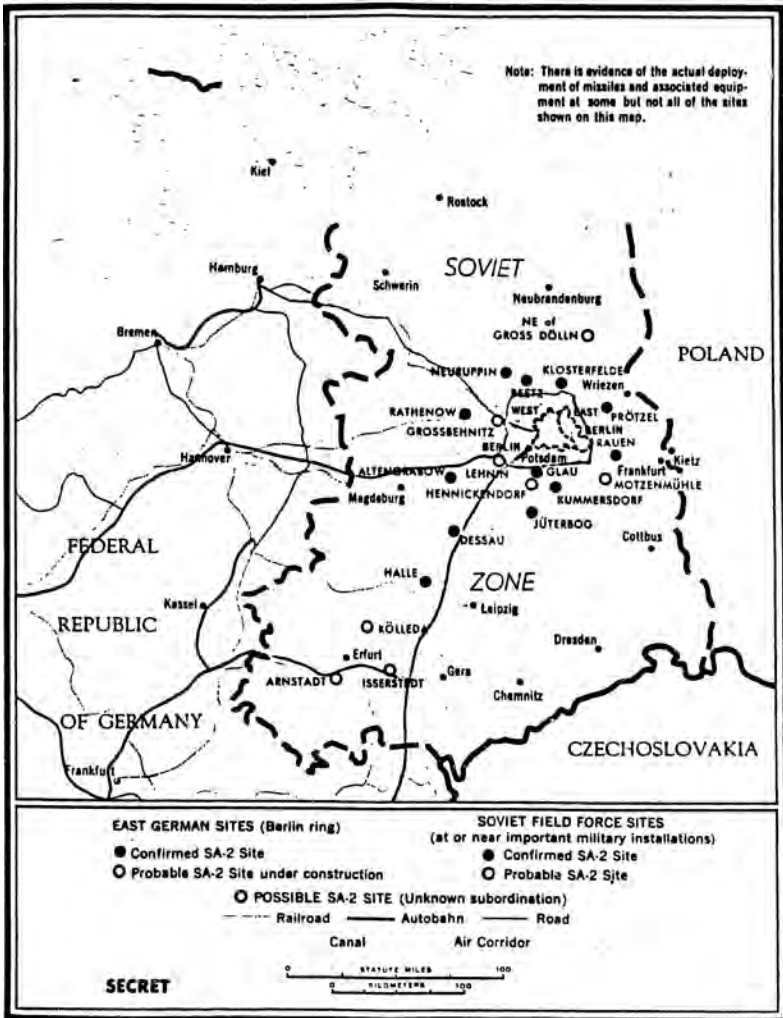 Note: There is evidence of the actual deploy-
ment of missiles and associated equip-
ment at some but not all of the sites
shown on this map.
Kiel
Rostock
SOVIET
Hamburg
Schwerin
Neubrandenburg
NE of
GROSS DÖLLN
Bremen
POLAND
NEURUPPIN
KLOSTERFELDE
BEETZ
Wriezen
RATHENOW
WEST
EAST
PRÖTZEL
GROSSBEHNITZ
BERLIN
BERLIN
RAUEN
Hannover
Potsdam
ALTENGRABOW
LEHNIN
GLAU
Frankfurt
Kietz
Magdeburg
HENNICKENDORF
MOTZENMÜHLE
KUMMERSDORF
JÜTERBOG
FEDERAL
DESSAU
Cottbus
HALLE
ZONE
Kassel
Leipzig
REPUBLIC
KÖLLEDA
Dresden
Erfurt
ARNSTADT
ISSERSTEDT
Gera
Chemnitz
OF GERMANY
CZECHOSLOVAKIA
Frankfurt
EAST GERMAN SITES (Berlin ring)
SOVIET FIELD FORCE SITES
(at or near important military installations)
Confirmed SA-2 Site
Confirmed SA-2 Site
Probable SA-2 Site under construction
Probable SA-2 Site
POSSIBLE SA-2 SITE (Unknown subordination)
Railroad
Autobahn
Road
Canal
Air Corridor
0 STATUTE MILES 100
0 KILOMETERS 100
SECRET